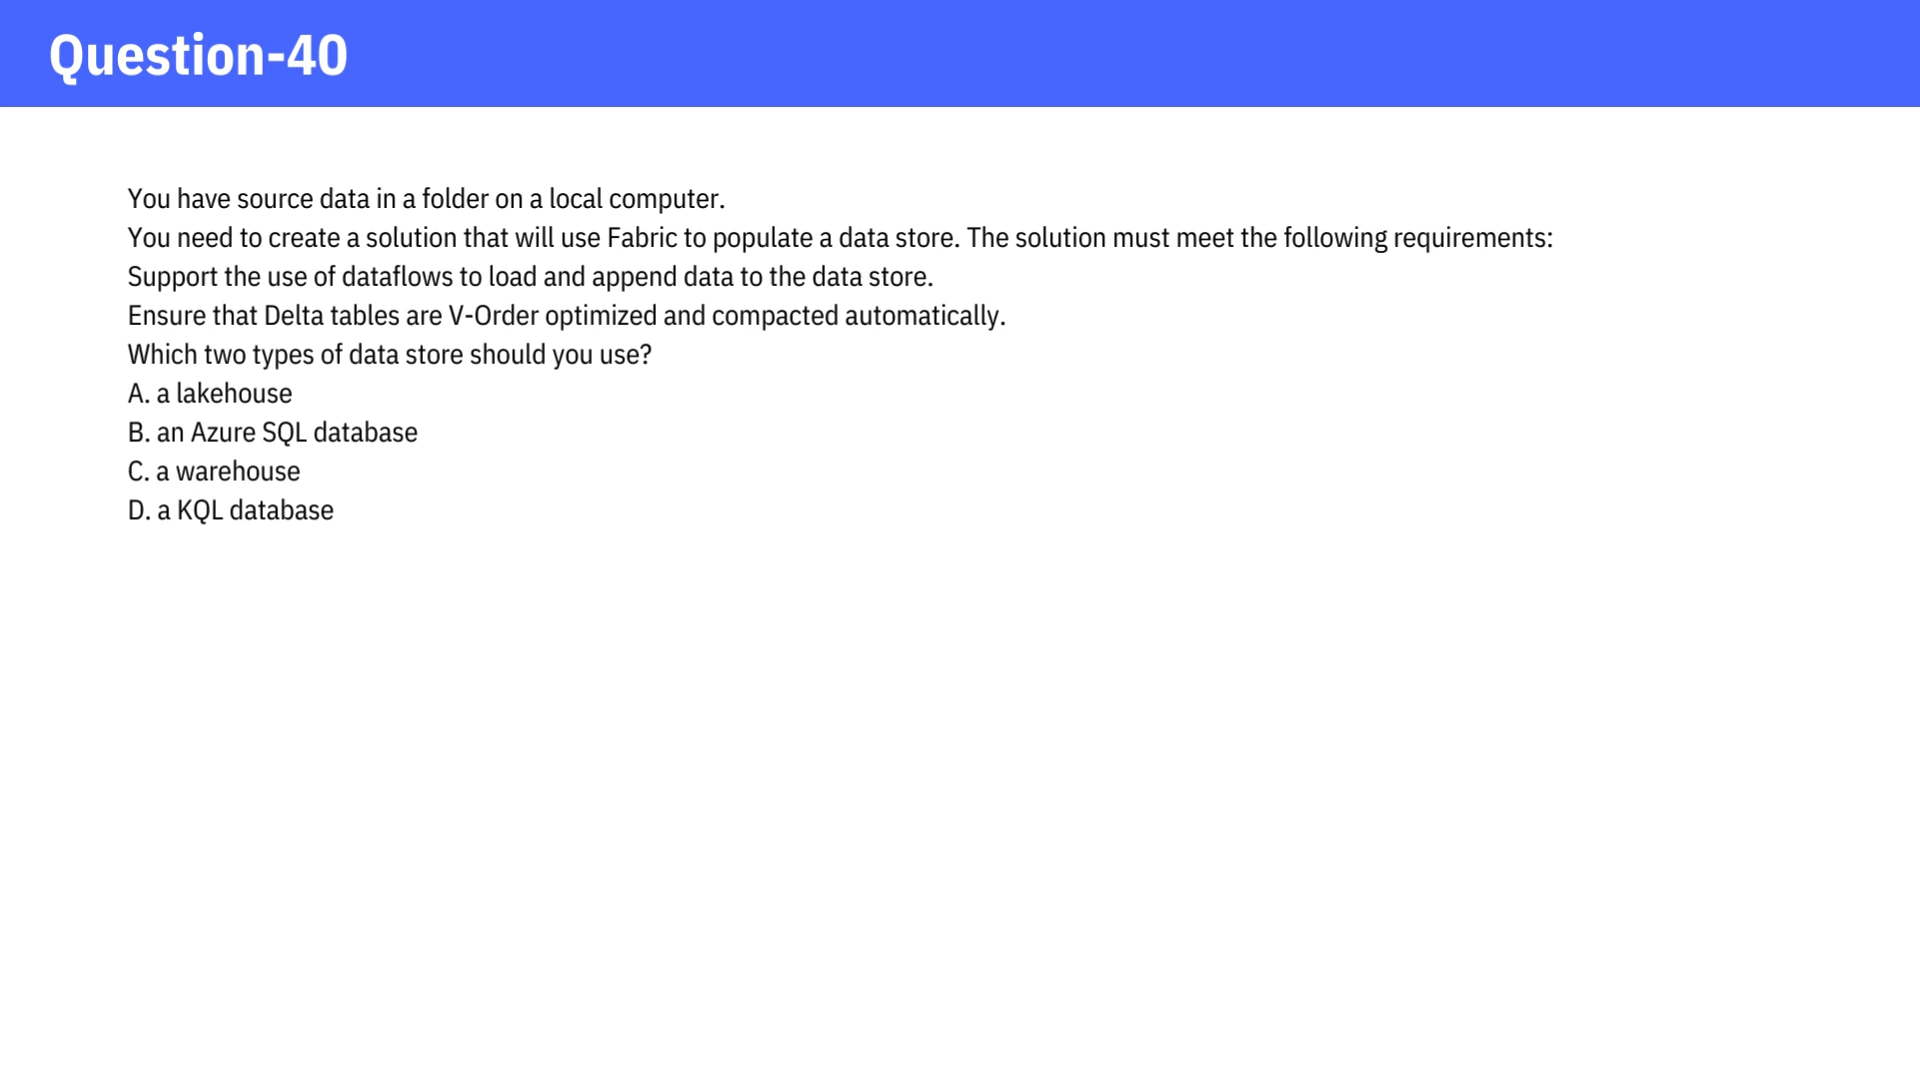 Question-40
You have source data in a folder on a local computer.
You need to create a solution that will use Fabric to populate a data store. The solution must meet the following requirements:
Support the use of dataflows to load and append data to the data store.
Ensure that Delta tables are V-Order optimized and compacted automatically.
Which two types of data store should you use?
A. a lakehouse
B. an Azure SQL database
C. a warehouse
D. a KQL database